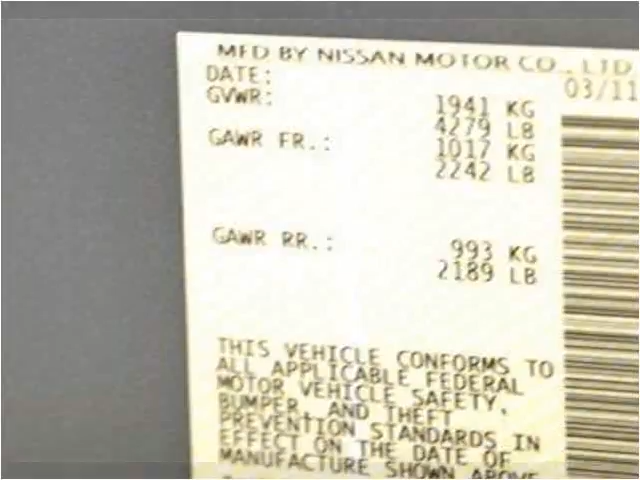 MFD BY NISSAN MOTOR CO., LTD
DATE: 03/11
GVWR: 1941 KG
4279 LB
GAWR FR.: 1017 KG
2242 LB
GAWR RR.: 993 KG
2189 LB
THIS VEHICLE CONFORMS TO
ALL APPLICABLE FEDERAL
MOTOR VEHICLE SAFETY,
BUMPER, AND THEFT
PREVENTION STANDARDS IN
EFFECT ON THE DATE OF
MANUFACTURE SHOWN ABOVE